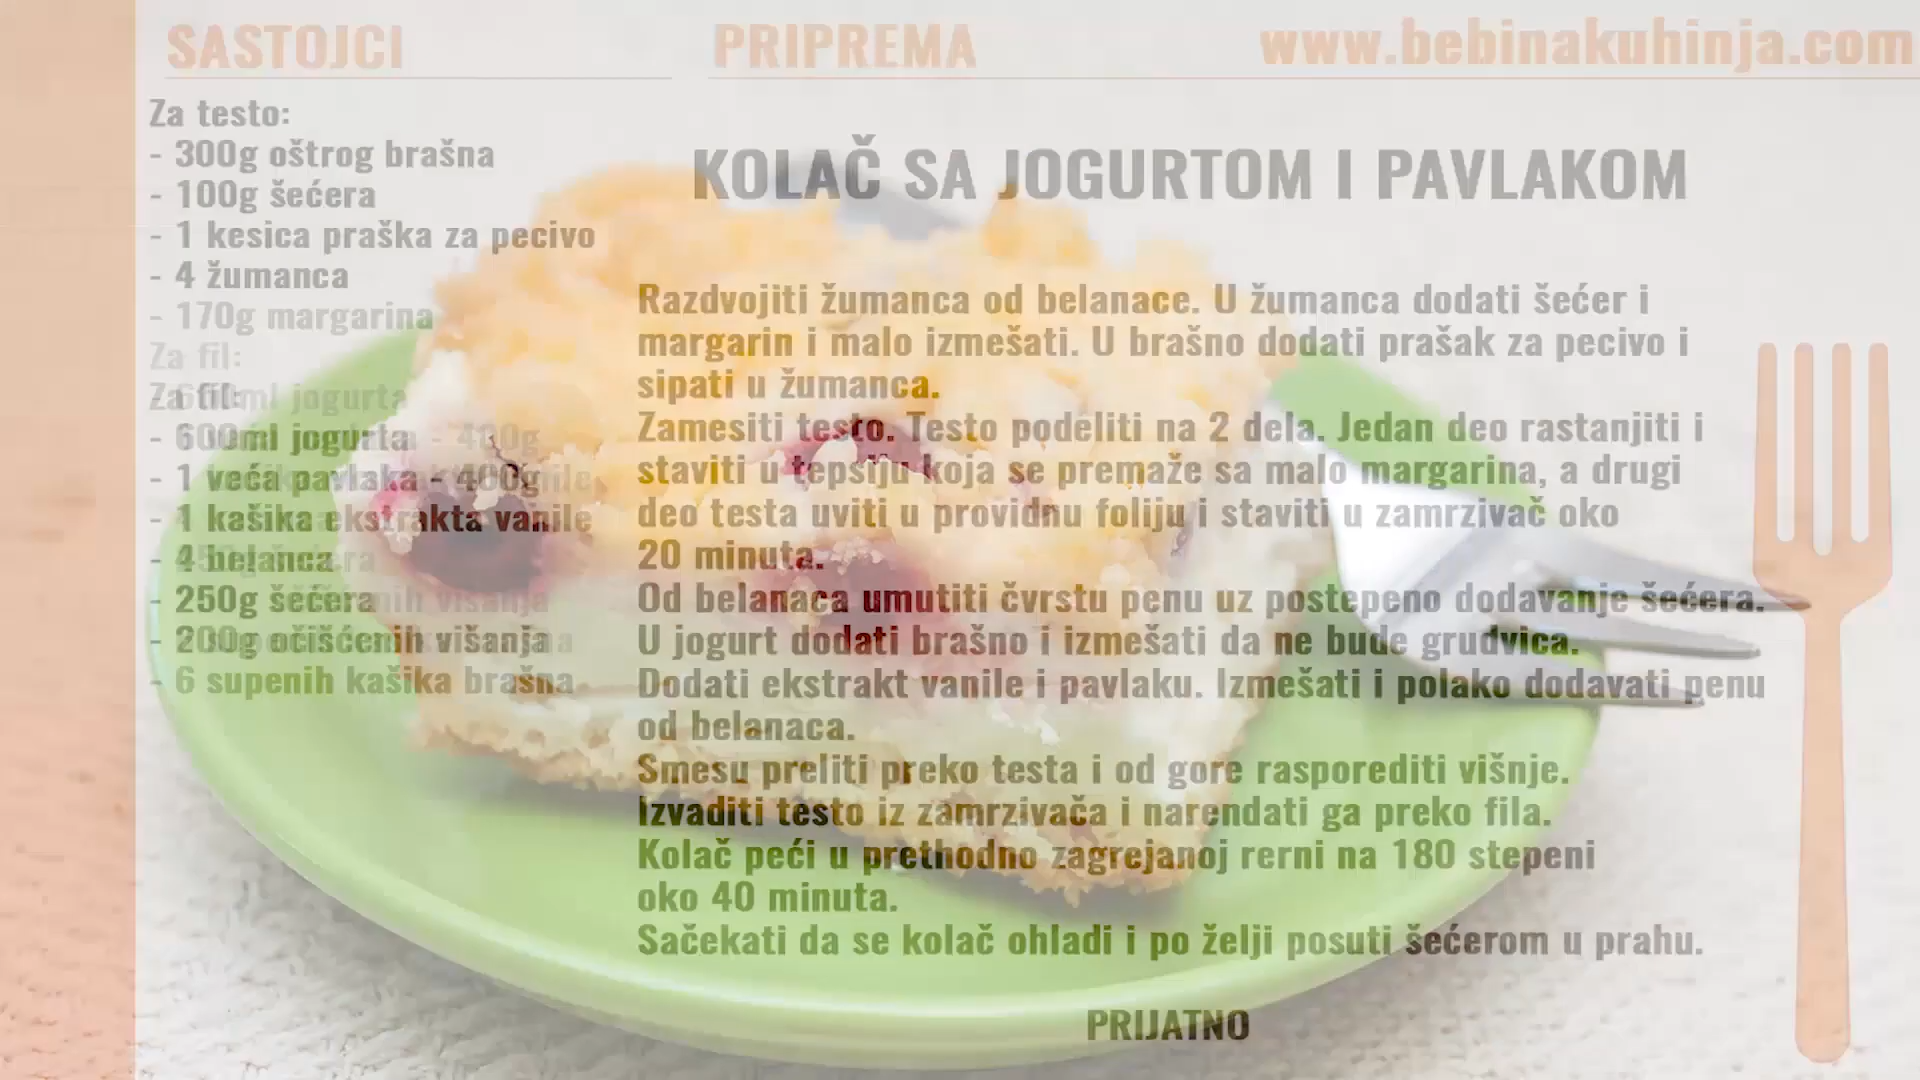 SASTOJCI
PRIPREMA
www.bebinakuhinja.com
Za testo:
- 300g oštrog brašna
- 100g šećera
- 1 kesica praška za pecivo
- 4 žumanca
- 170g margarina
Za fil:
Za fil:
- 600ml jogurta
- 1 veća pavlaka - 400g
- 1 kašika ekstrakta vanile
- 4 belanca
- 250g šećera
- 200g očišćenih višanja
- 6 supenih kašika brašna
KOLAČ SA JOGURTOM I PAVLAKOM
Razdvojiti žumanca od belanace. U žumanca dodati šećer i
margarin i malo izmešati. U brašno dodati prašak za pecivo i
sipati u žumanca.
Zamesiti testo. Testo podeliti na 2 dela. Jedan deo rastanjiti i
staviti u tepsiju koja se premaže sa malo margarina, a drugi
deo testa uviti u providnu foliju i staviti u zamrzivač oko
20 minuta.
Od belanaca umutiti čvrstu penu uz postepeno dodavanje šećera.
U jogurt dodati brašno i izmešati da ne bude grudvica.
Dodati ekstrakt vanile i pavlaku. Izmešati i polako dodavati penu
od belanaca.
Smesu preliti preko testa i od gore rasporediti višnje.
Izvaditi testo iz zamrzivača i narendati ga preko fila.
Kolač peći u prethodno zagrejanoj rerni na 180 stepeni
oko 40 minuta.
Sačekati da se kolač ohladi i po želji posuti šećerom u prahu.
PRIJATNO